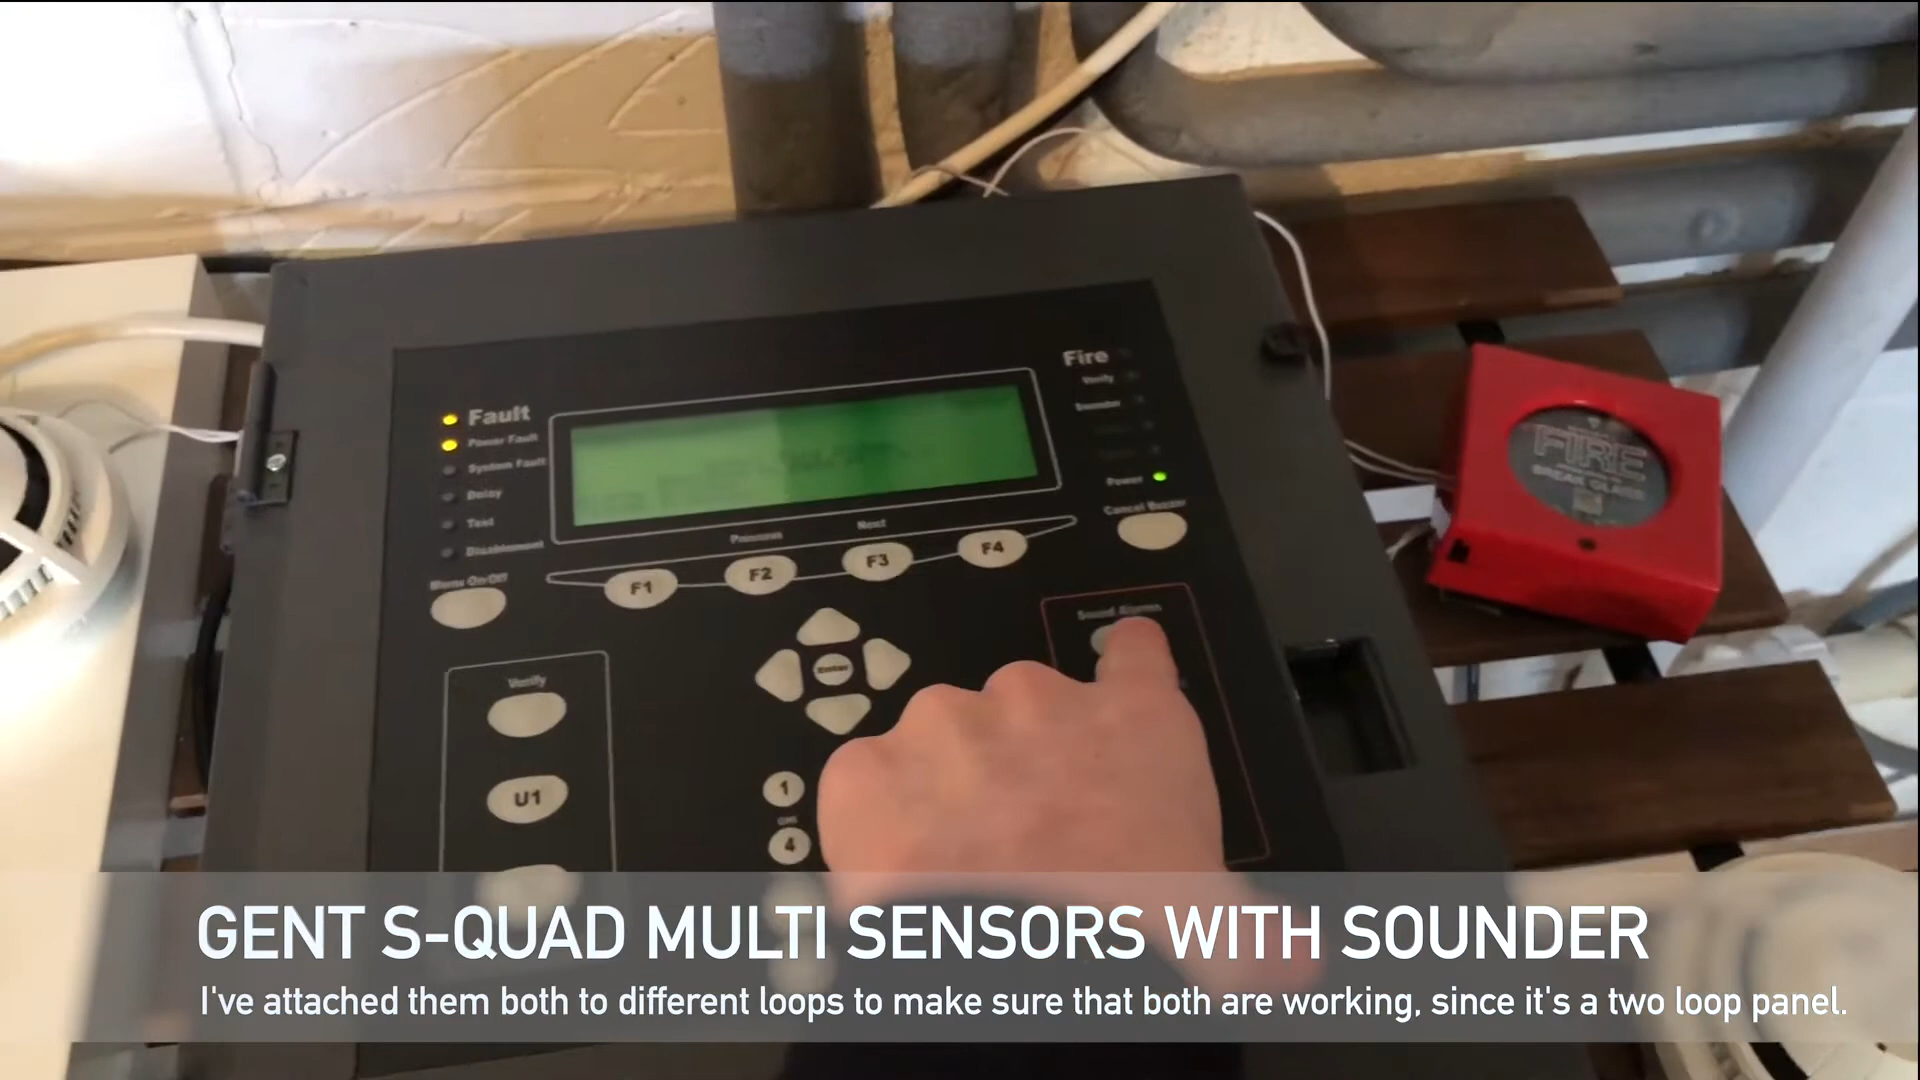 Fire
Verify
Fault
Power Fault
System Fault
Delay
Test
Disablement
Power
Cancel Buzzer
Previous
Next
Menu On/Off
F1
F2
F3
F4
Sound Alarms
Enter
Verify
U1
1
4
FIRE
BREAK GLASS
GENT S-QUAD MULTI SENSORS WITH SOUNDER
I've attached them both to different loops to make sure that both are working, since it's a two loop panel.